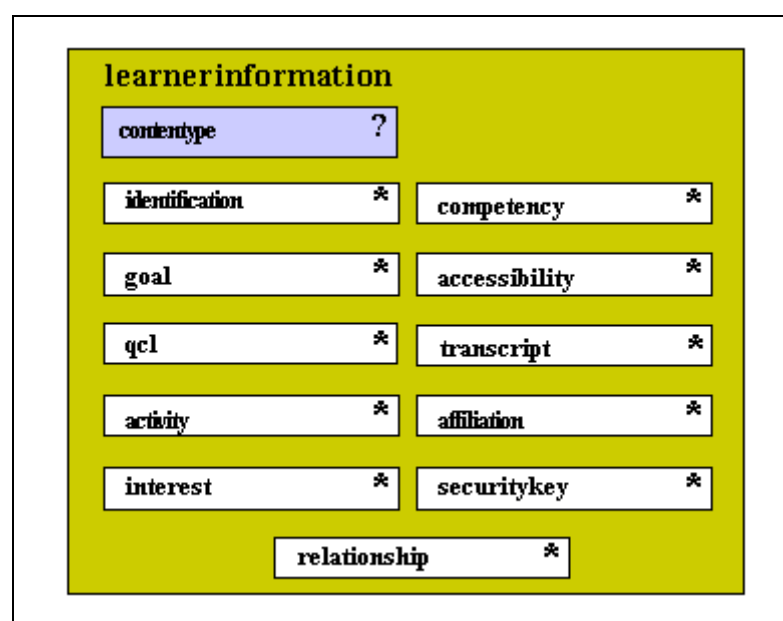 learnerinformation
contentype ?
identification * competency *
goal * accessibility *
qcl * transcript *
activity * affiliation *
interest * securitykey *
relationship *